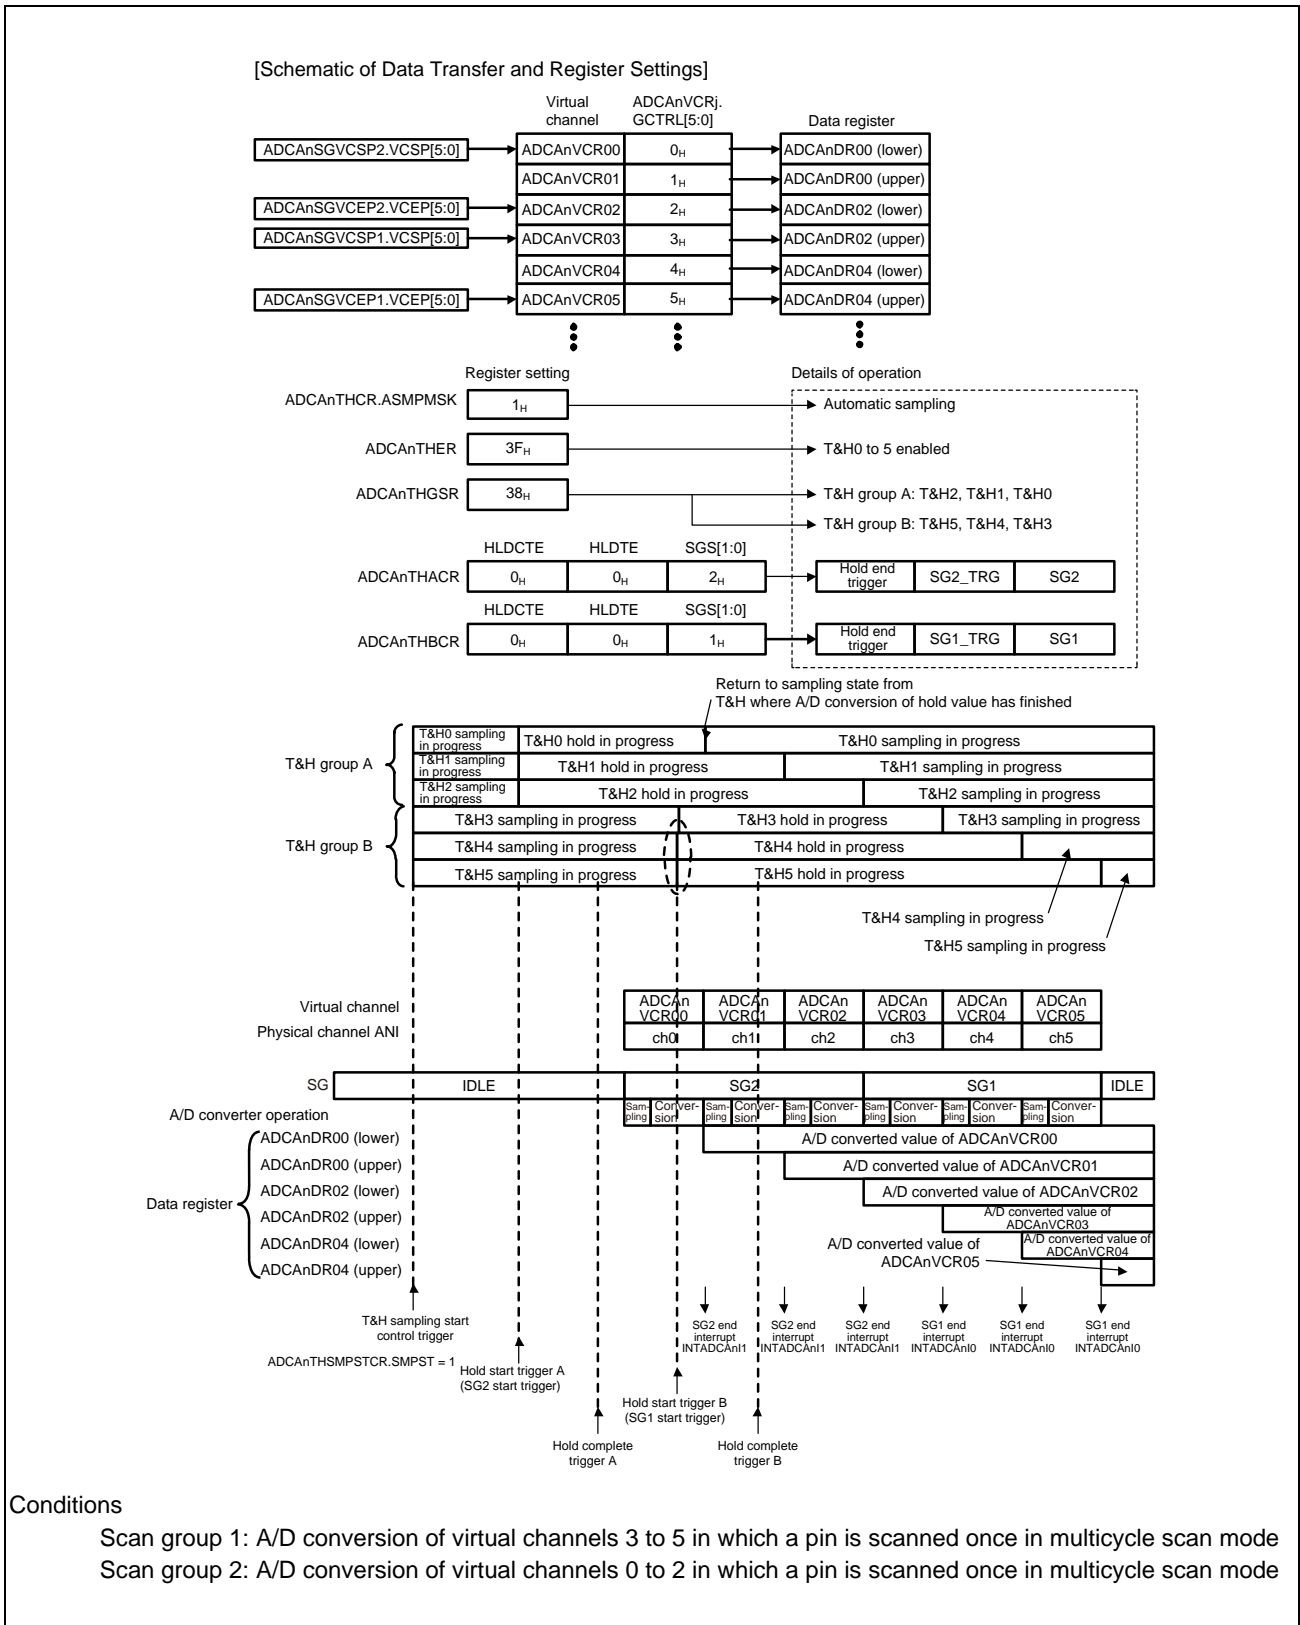 [Schematic of Data Transfer and Register Settings]
Virtual channel
ADCAnVCRj. GCTRL[5:0]
Data register
ADCAnSGVCSP2.VCSP[5:0] ADCAnVCR00 0H ADCAnDR00 (lower)
ADCAnVCR01 1H ADCAnDR00 (upper)
ADCAnSGVCEP2.VCEP[5:0] ADCAnVCR02 2H ADCAnDR02 (lower)
ADCAnSGVCSP1.VCSP[5:0] ADCAnVCR03 3H ADCAnDR02 (upper)
ADCAnVCR04 4H ADCAnDR04 (lower)
ADCAnSGVCEP1.VCEP[5:0] ADCAnVCR05 5H ADCAnDR04 (upper)
Register setting Details of operation
ADCAnTHCR.ASMPMSK 1H Automatic sampling
ADCAnTHER 3FH T&H0 to 5 enabled
ADCAnTHGSR 38H T&H group A: T&H2, T&H1, T&H0
T&H group B: T&H5, T&H4, T&H3
HLDCTE HLDTE SGS[1:0]
ADCAnTHACR 0H 0H 2H Hold end trigger SG2_TRG SG2
HLDCTE HLDTE SGS[1:0]
ADCAnTHBCR 0H 0H 1H Hold end trigger SG1_TRG SG1
Return to sampling state from
T&H where A/D conversion of hold value has finished
T&H group A
T&H0 sampling in progress T&H0 hold in progress T&H0 sampling in progress
T&H1 sampling in progress T&H1 hold in progress T&H1 sampling in progress
T&H2 sampling in progress T&H2 hold in progress T&H2 sampling in progress
T&H group B
T&H3 sampling in progress T&H3 hold in progress T&H3 sampling in progress
T&H4 sampling in progress T&H4 hold in progress
T&H5 sampling in progress T&H5 hold in progress
T&H4 sampling in progress
T&H5 sampling in progress
Virtual channel ADCAn VCR00 ADCAn VCR01 ADCAn VCR02 ADCAn VCR03 ADCAn VCR04 ADCAn VCR05
Physical channel ANI ch0 ch1 ch2 ch3 ch4 ch5
SG IDLE SG2 SG1 IDLE
A/D converter operation Sam- pling Conver- sion Sam- pling Conver- sion Sam- pling Conver- sion Sam- pling Conver- sion Sam- pling Conver- sion Sam- pling Conver- sion
Data register
ADCAnDR00 (lower) A/D converted value of ADCAnVCR00
ADCAnDR00 (upper) A/D converted value of ADCAnVCR01
ADCAnDR02 (lower) A/D converted value of ADCAnVCR02
ADCAnDR02 (upper) A/D converted value of ADCAnVCR03
ADCAnDR04 (lower) A/D converted value of ADCAnVCR04
ADCAnDR04 (upper) A/D converted value of ADCAnVCR05
T&H sampling start
control trigger
ADCAnTHSMPSTCR.SMPST = 1
Hold start trigger A
(SG2 start trigger)
Hold complete
trigger A
Hold start trigger B
(SG1 start trigger)
Hold complete
trigger B
SG2 end interrupt INTADCAnI1
SG2 end interrupt INTADCAnI1
SG2 end interrupt INTADCAnI1
SG1 end interrupt INTADCAnI0
SG1 end interrupt INTADCAnI0
SG1 end interrupt INTADCAnI0
Conditions
Scan group 1: A/D conversion of virtual channels 3 to 5 in which a pin is scanned once in multicycle scan mode
Scan group 2: A/D conversion of virtual channels 0 to 2 in which a pin is scanned once in multicycle scan mode